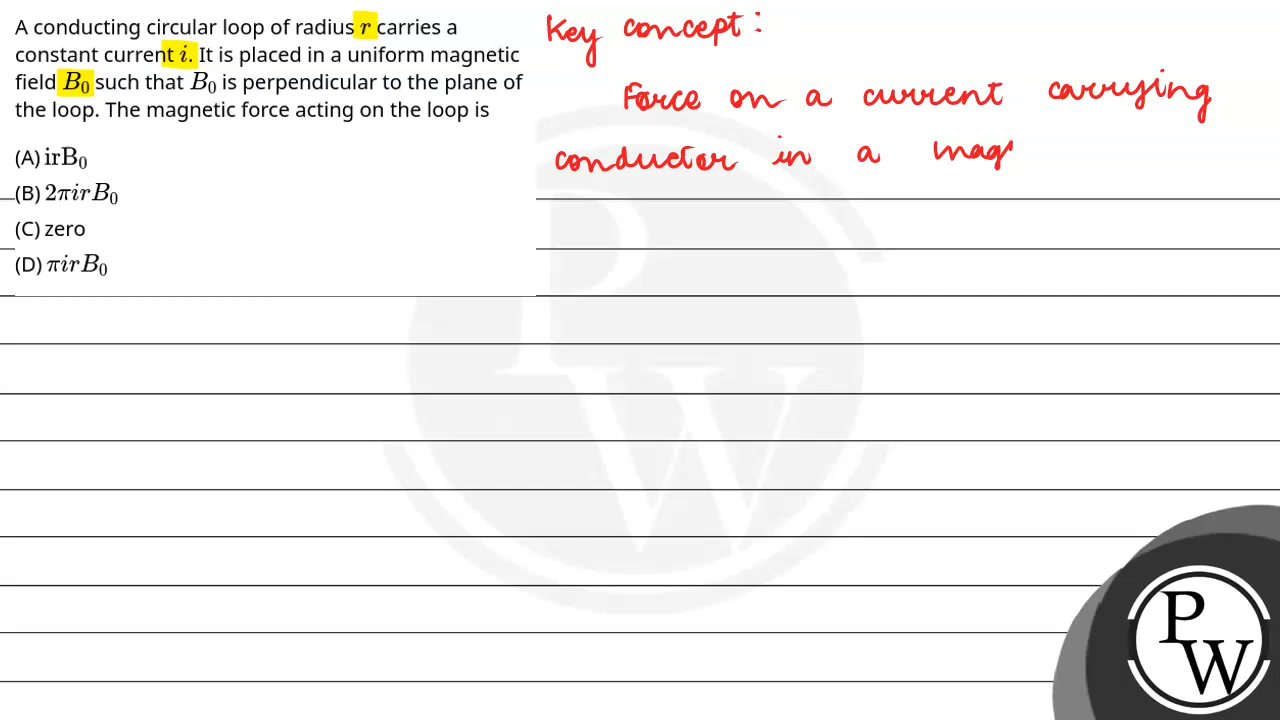 A conducting circular loop of radius r carries a
constant current i. It is placed in a uniform magnetic
field B₀ such that B₀ is perpendicular to the plane of
the loop. The magnetic force acting on the loop is
(A) irB₀
(B) 2πirB₀
(C) zero
(D) πirB₀
Key concept:
Force on a current carrying
conductor in a mag
PW
PW